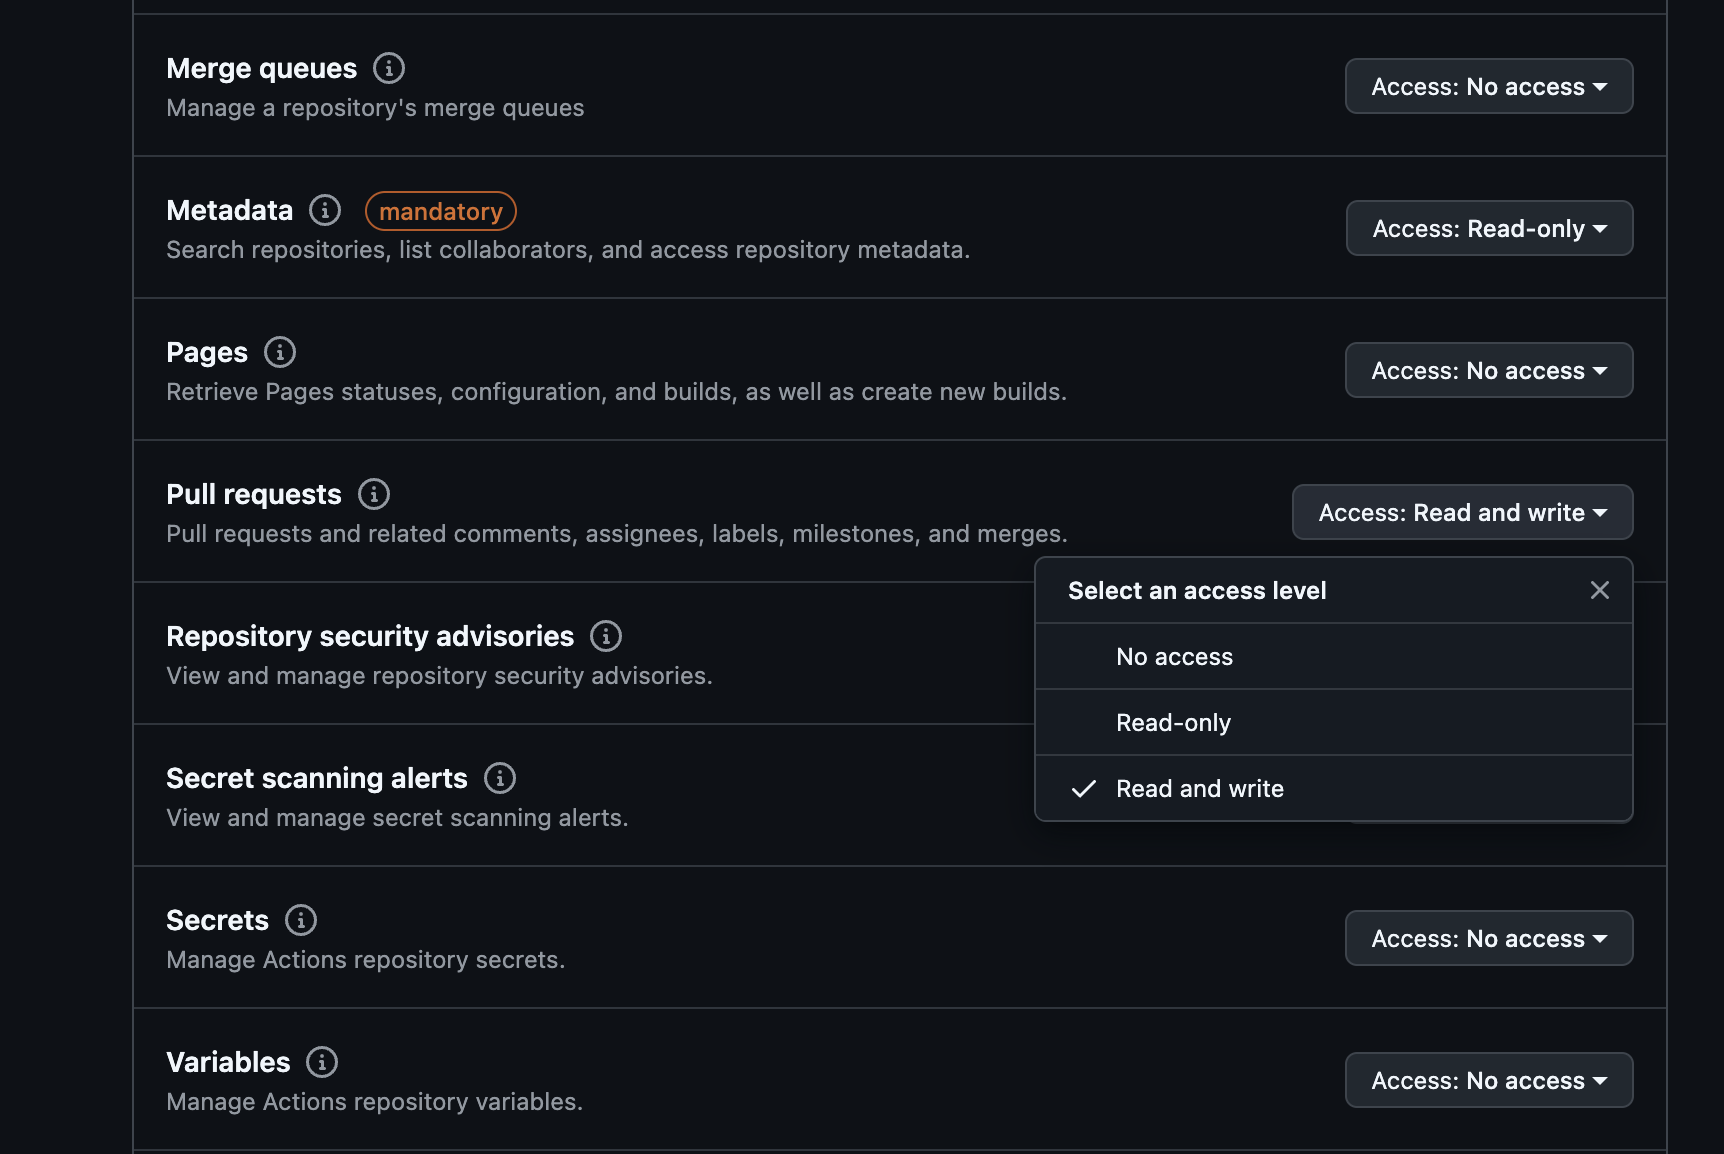 Merge queues
Manage a repository's merge queues
Access: No access
Metadata
mandatory
Search repositories, list collaborators, and access repository metadata.
Access: Read-only
Pages
Retrieve Pages statuses, configuration, and builds, as well as create new builds.
Access: No access
Pull requests
Pull requests and related comments, assignees, labels, milestones, and merges.
Access: Read and write
Select an access level
No access
Read-only
Read and write
Repository security advisories
View and manage repository security advisories.
Secret scanning alerts
View and manage secret scanning alerts.
Secrets
Manage Actions repository secrets.
Access: No access
Variables
Manage Actions repository variables.
Access: No access